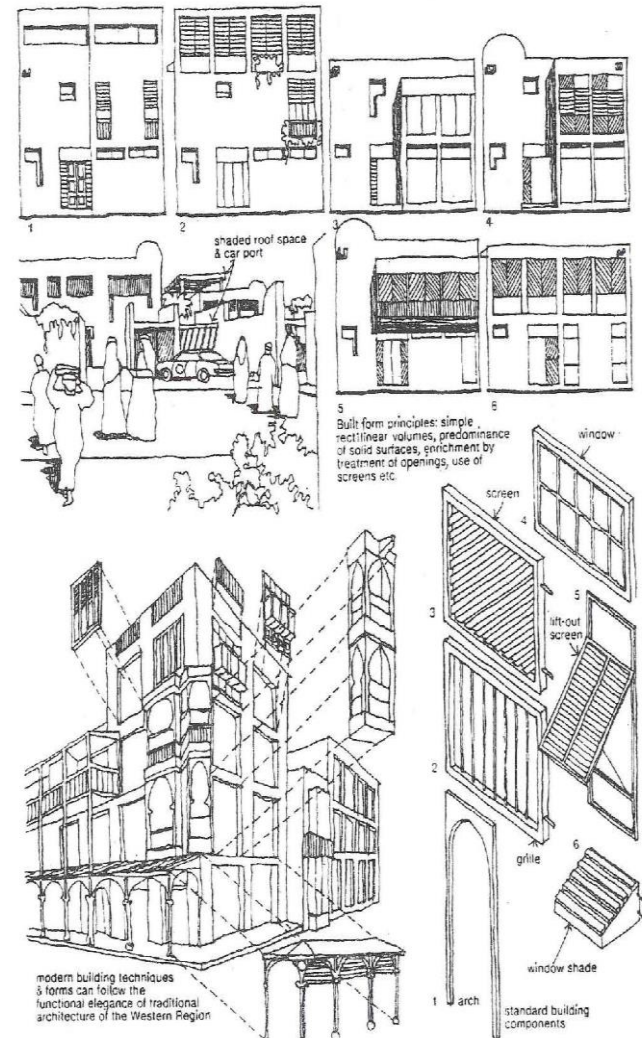 1
2
3
4
shaded roof space
& car port
5
6
Built form principles: simple
rectilinear volumes, predominance
of solid surfaces, enrichment by
treatment of openings, use of
screens etc
window
4
screen
3
5
lift-out
screen
2
grille
6
window shade
1
arch
standard building
components
modern building techniques
& forms can follow the
functional elegance of traditional
architecture of the Western Region